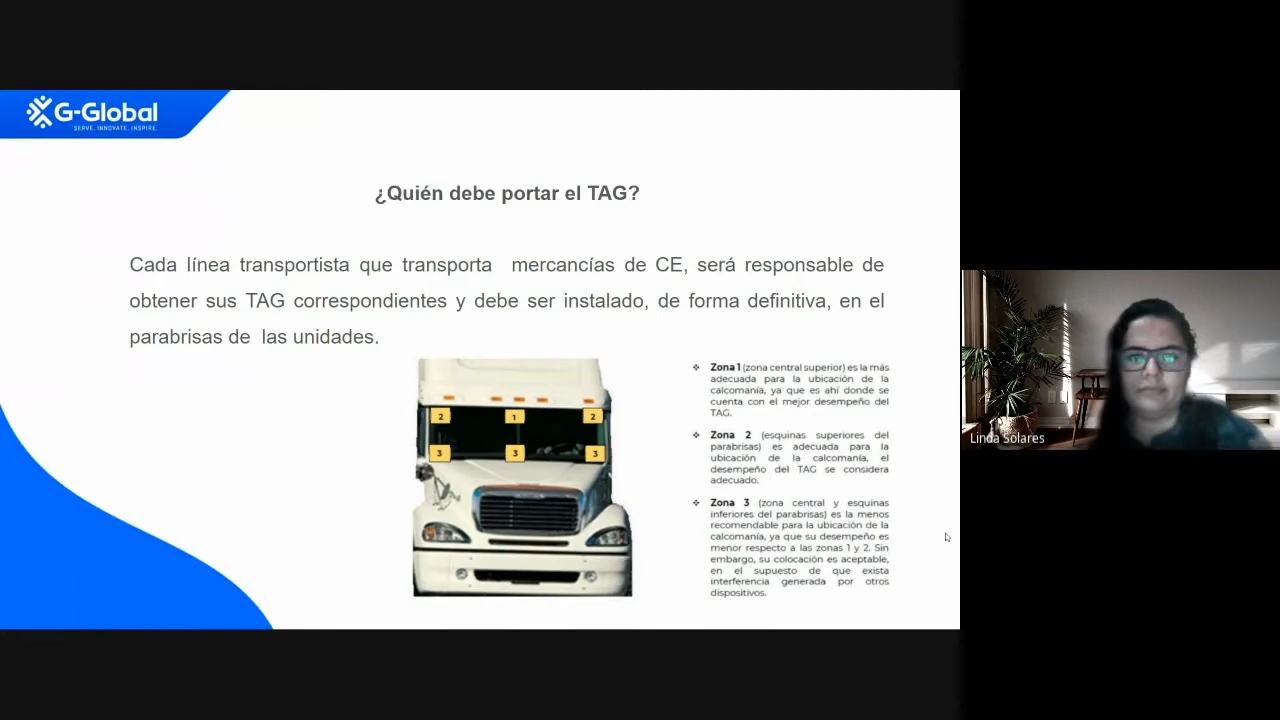 G-Global
SERVE. INNOVATE. INSPIRE.
¿Quién debe portar el TAG?
Cada línea transportista que transporta mercancías de CE, será responsable de
obtener sus TAG correspondientes y debe ser instalado, de forma definitiva, en el
parabrisas de las unidades.
2 1 2
3 3 3
❖ Zona 1 (zona central superior) es la más
adecuada para la ubicación de la
calcomanía, ya que es ahí donde se
cuenta con el mejor desempeño del
TAG.
❖ Zona 2 (esquinas superiores del
parabrisas) es adecuada para la
ubicación de la calcomanía, el
desempeño del TAG se considera
adecuado.
❖ Zona 3 (zona central y esquinas
inferiores del parabrisas) es la menos
recomendable para la ubicación de la
calcomanía, ya que su desempeño es
menor respecto a las zonas 1 y 2. Sin
embargo, su colocación es aceptable,
en el supuesto de que exista
interferencia generada por otros
dispositivos.
Linda Solares